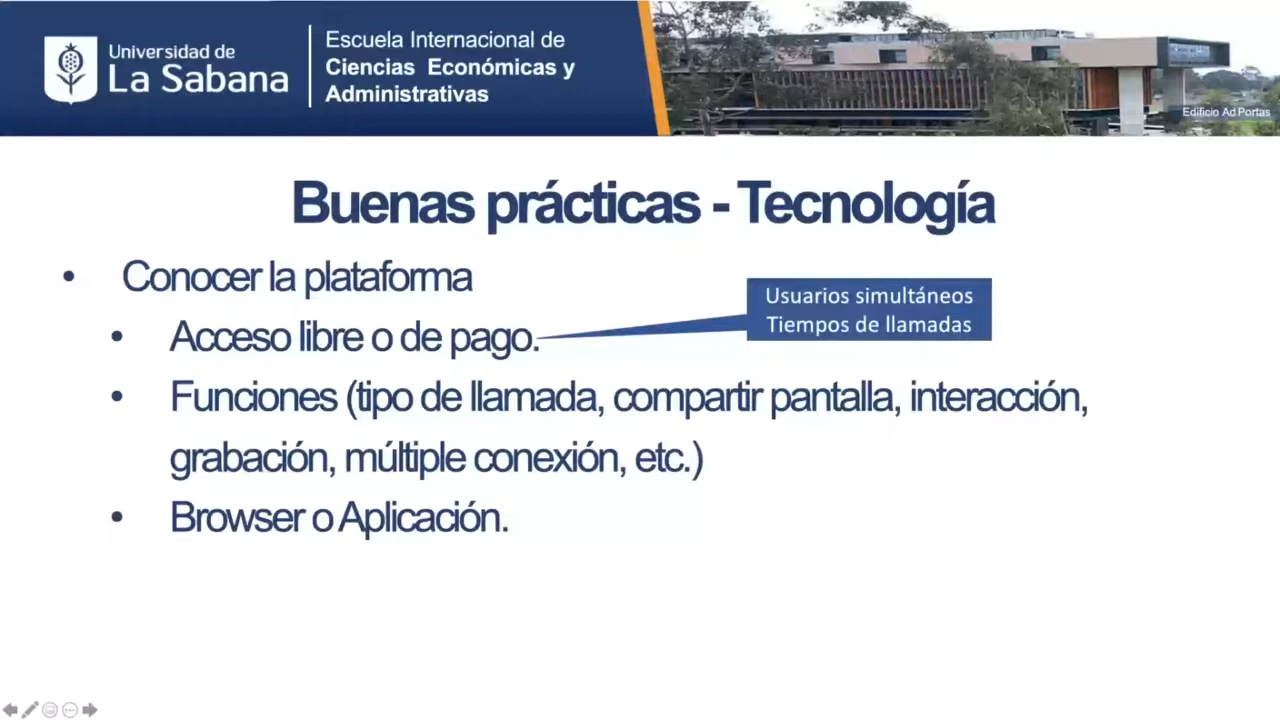 Universidad de
La Sabana
Escuela Internacional de
Ciencias Económicas y
Administrativas
Edificio Ad Portas
Buenas prácticas - Tecnología
• Conocer la plataforma
• Acceso libre o de pago.
Usuarios simultáneos
Tiempos de llamadas
• Funciones (tipo de llamada, compartir pantalla, interacción,
grabación, múltiple conexión, etc.)
• Browser o Aplicación.